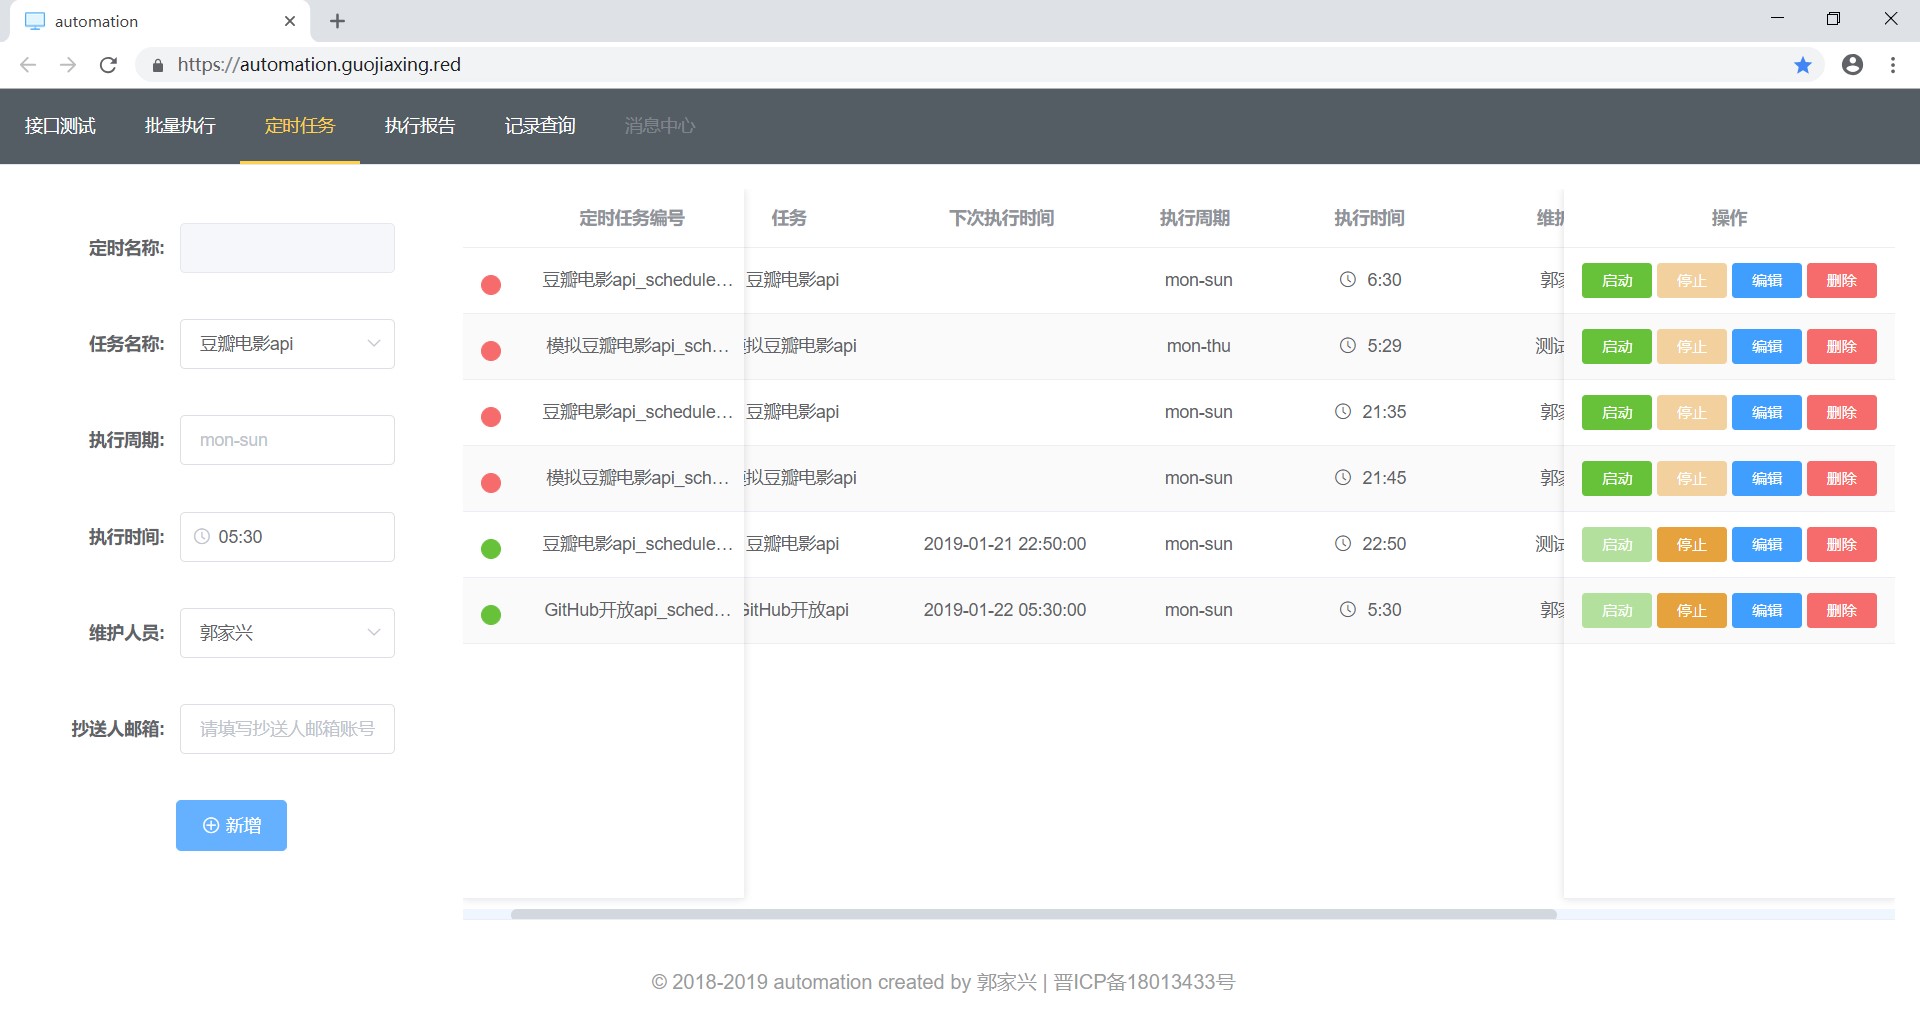 automation
https://automation.guojiaxing.red
接口测试 批量执行 定时任务 执行报告 记录查询 消息中心
定时名称:
任务名称: 豆瓣电影api
执行周期: mon-sun
执行时间: 05:30
维护人员: 郭家兴
抄送人邮箱: 请填写抄送人邮箱账号
新增
定时任务编号 任务 下次执行时间 执行周期 执行时间 维护 操作
豆瓣电影api_schedule… 豆瓣电影api mon-sun 6:30 郭家 启动 停止 编辑 删除
模拟豆瓣电影api_sch… 拟豆瓣电影api mon-thu 5:29 测试 启动 停止 编辑 删除
豆瓣电影api_schedule… 豆瓣电影api mon-sun 21:35 郭家 启动 停止 编辑 删除
模拟豆瓣电影api_sch… 拟豆瓣电影api mon-sun 21:45 郭家 启动 停止 编辑 删除
豆瓣电影api_schedule… 豆瓣电影api 2019-01-21 22:50:00 mon-sun 22:50 测试 启动 停止 编辑 删除
GitHub开放api_sched… GitHub开放api 2019-01-22 05:30:00 mon-sun 5:30 郭家 启动 停止 编辑 删除
© 2018-2019 automation created by 郭家兴 | 晋ICP备18013433号